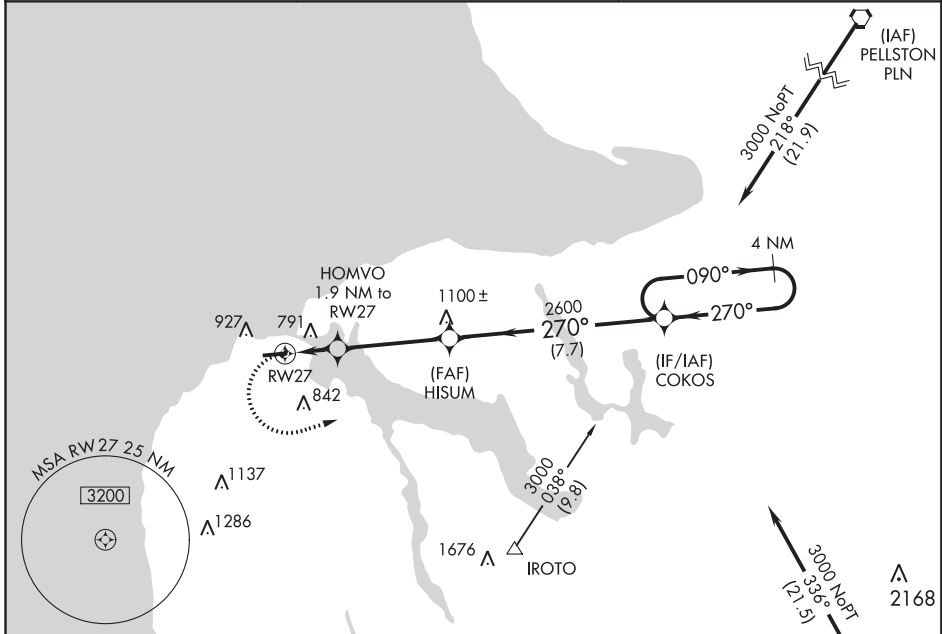 (IAF)
PELLSTON
PLN
3000 NoPT
218°
(21.9)
4 NM
090°
270°
HOMVO
1.9 NM to
RW27
1100 ±
2600
270°
(7.7)
927
791
(IF/IAF)
COKOS
(FAF)
HISUM
RW27
842
MSA RW27 25 NM
3200
1137
1286
3000
038°
(9.8)
1676
IROTO
3000 NoPT
336°
(21.5)
2168